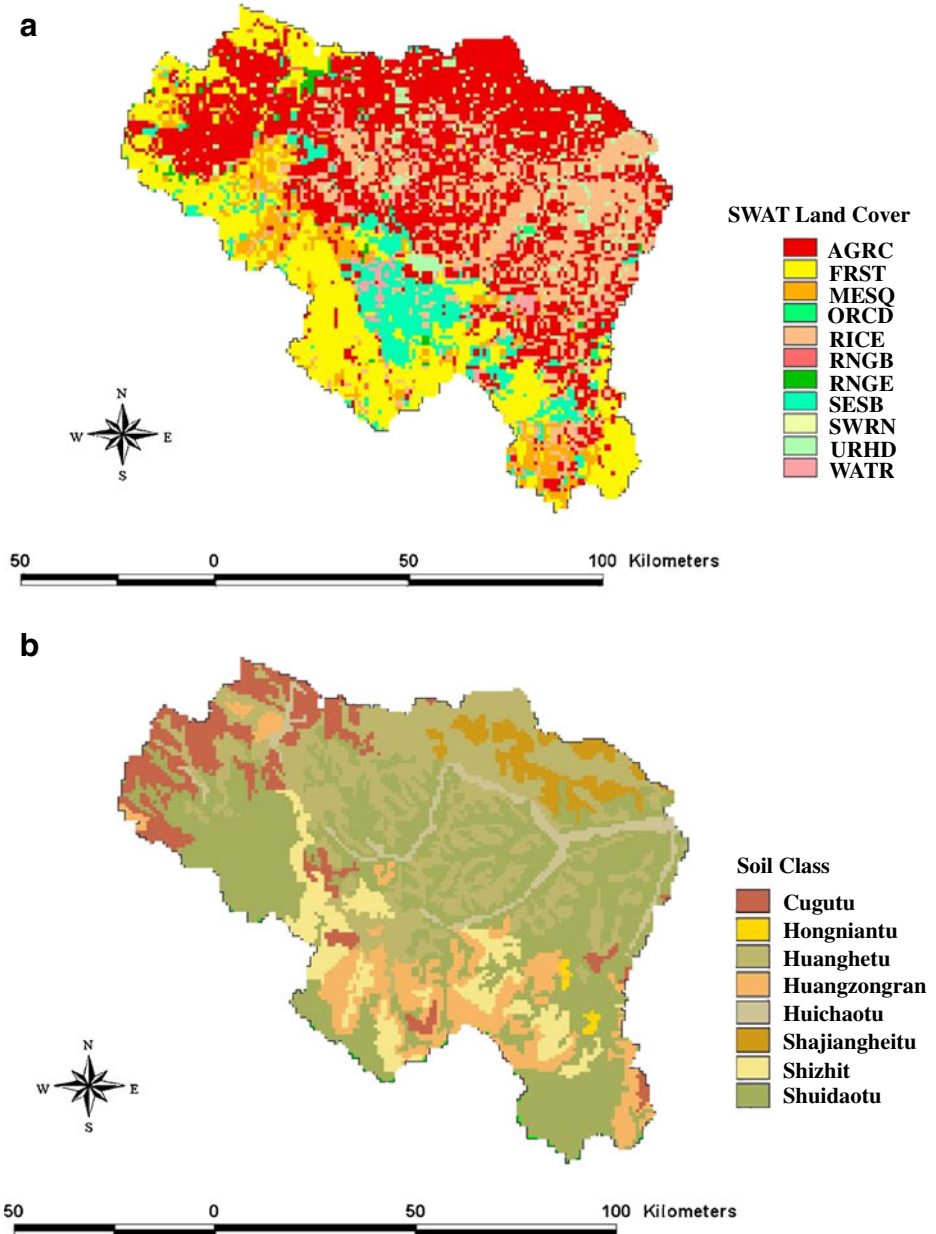 a
SWAT Land Cover
AGRC
FRST
MESQ
ORCD
RICE
RNGB
RNGE
SESB
SWRN
URHD
WATR
N
W E
S
50 0 50 100 Kilometers
b
Soil Class
Cugutu
Hongniantu
Huanghetu
Huangzongran
Huichaotu
Shajiangheitu
Shizhit
Shuidaotu
N
W E
S
50 0 50 100 Kilometers